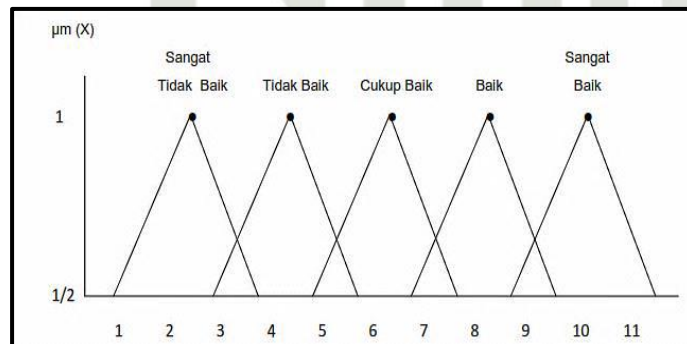 µm (X)
Sangat
Tidak Baik
Tidak Baik
Cukup Baik
Baik
Sangat
Baik
1
1/2
1 2 3 4 5 6 7 8 9 10 11